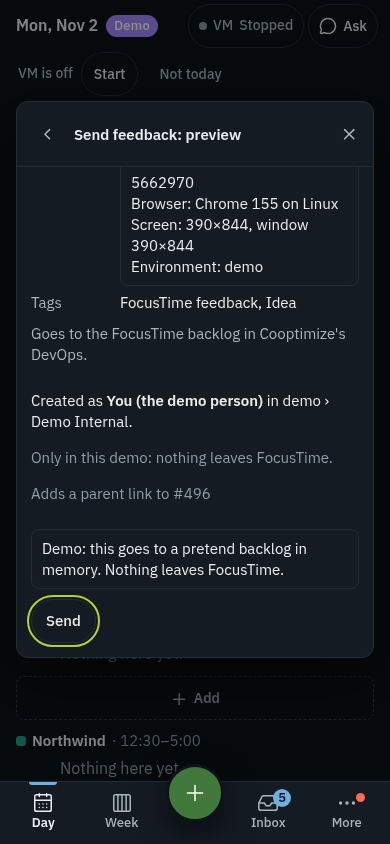 Mon, Nov 2 Demo VM Stopped Ask
VM is off Start Not today
Send feedback: preview
5662970
Browser: Chrome 155 on Linux
Screen: 390×844, window
390×844
Environment: demo
Tags FocusTime feedback, Idea
Goes to the FocusTime backlog in Cooptimize's
DevOps.
Created as You (the demo person) in demo ›
Demo Internal.
Only in this demo: nothing leaves FocusTime.
Adds a parent link to #496
Demo: this goes to a pretend backlog in
memory. Nothing leaves FocusTime.
Send
+ Add
Northwind · 12:30–5:00
Nothing here yet
5
Day Week Inbox More